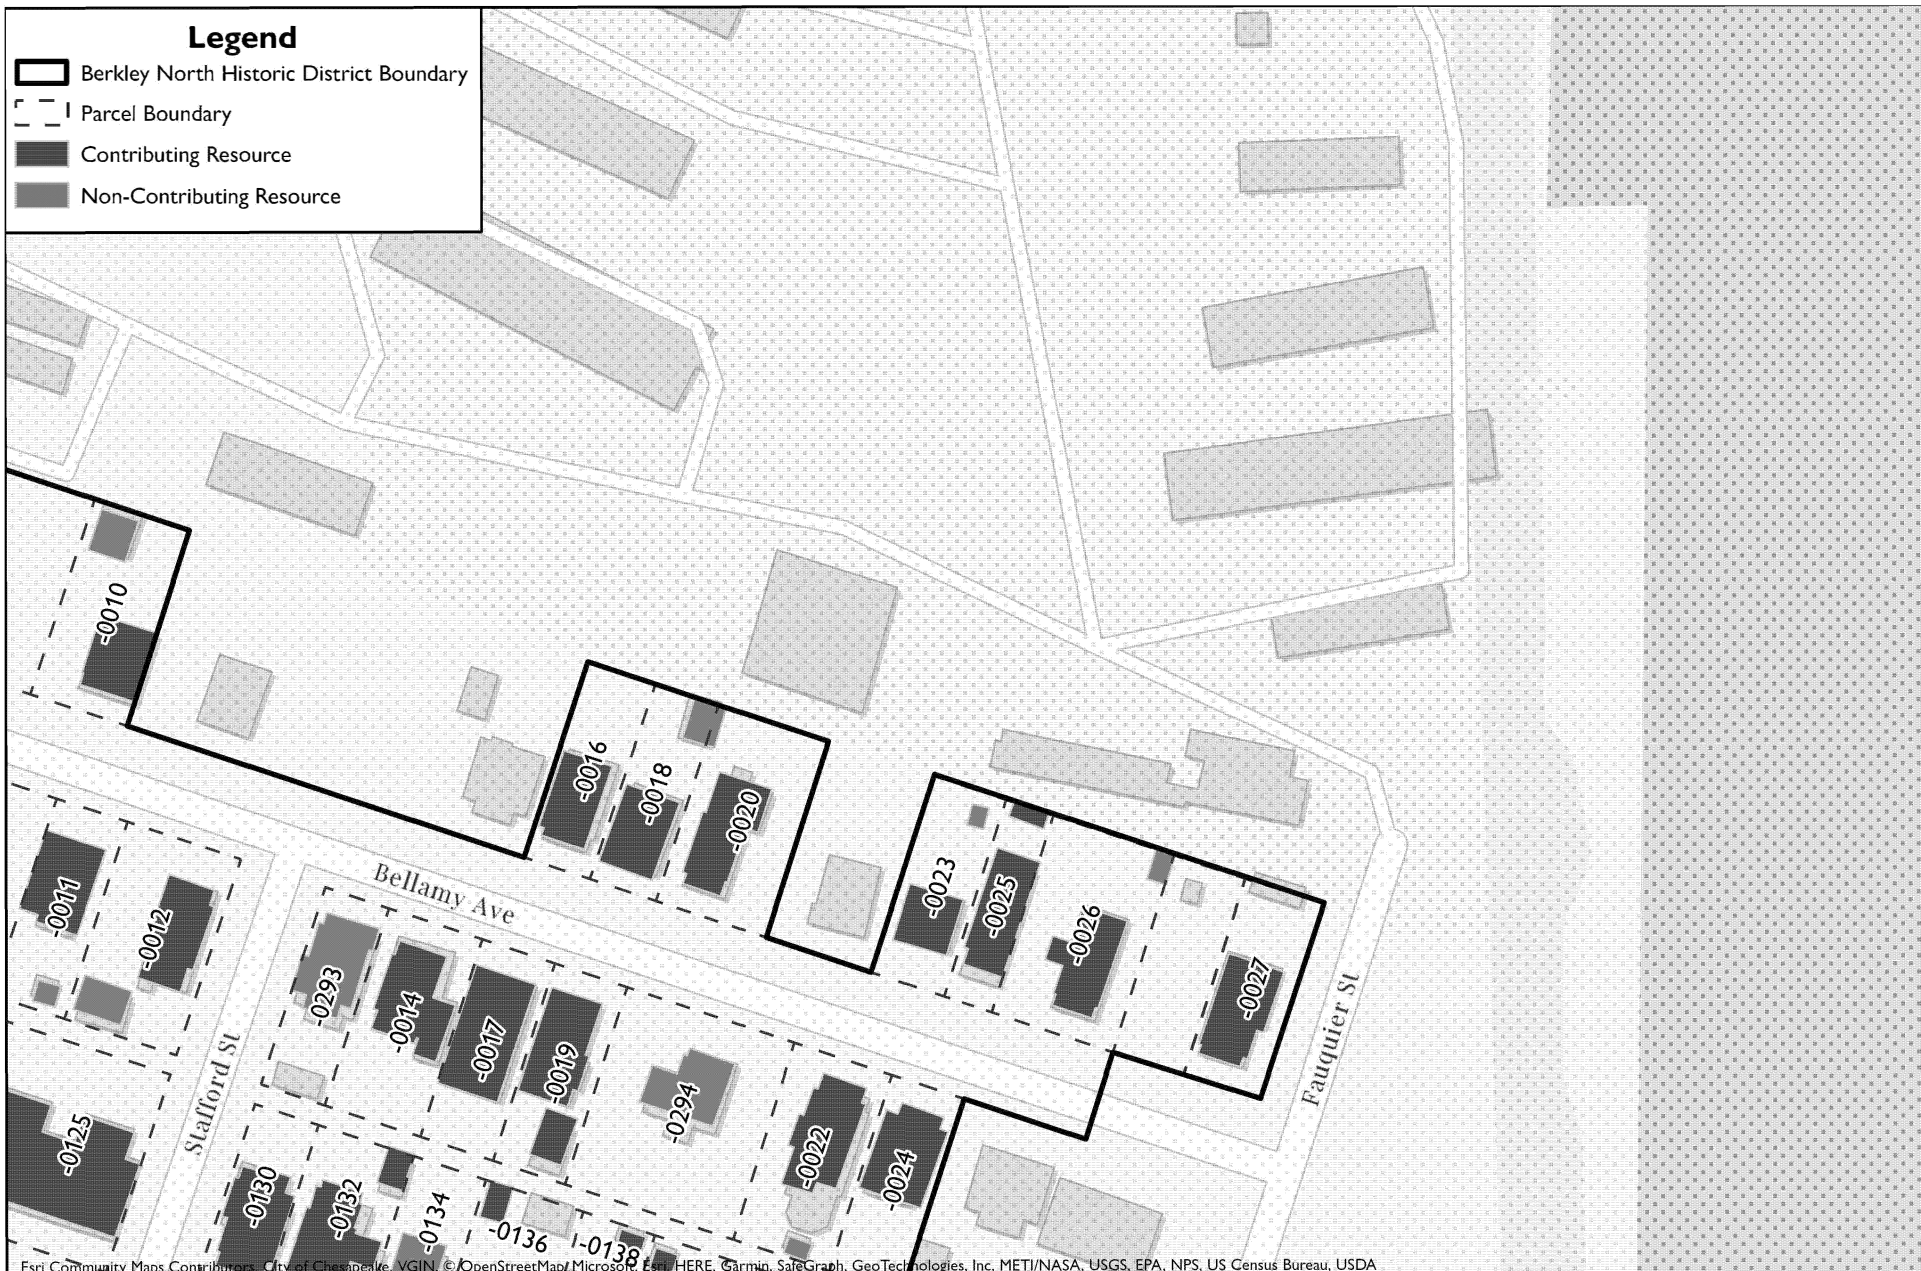 Legend
Berkley North Historic District Boundary
Parcel Boundary
Contributing Resource
Non-Contributing Resource
-0010
-0016
-0018
-0020
-0023
-0025
-0026
-0027
Bellamy Ave
-0011
-0012
-0293
-0014
-0017
-0019
-0294
-0022
-0024
Fauquier St
Stafford St
-0125
-0130
-0132
-0134
-0136
-0138
Esri Community Maps Contributors, City of Chesapeake, VGIN, © OpenStreetMap, Microsoft, Esri, HERE, Garmin, SafeGraph, GeoTechnologies, Inc, METI/NASA, USGS, EPA, NPS, US Census Bureau, USDA